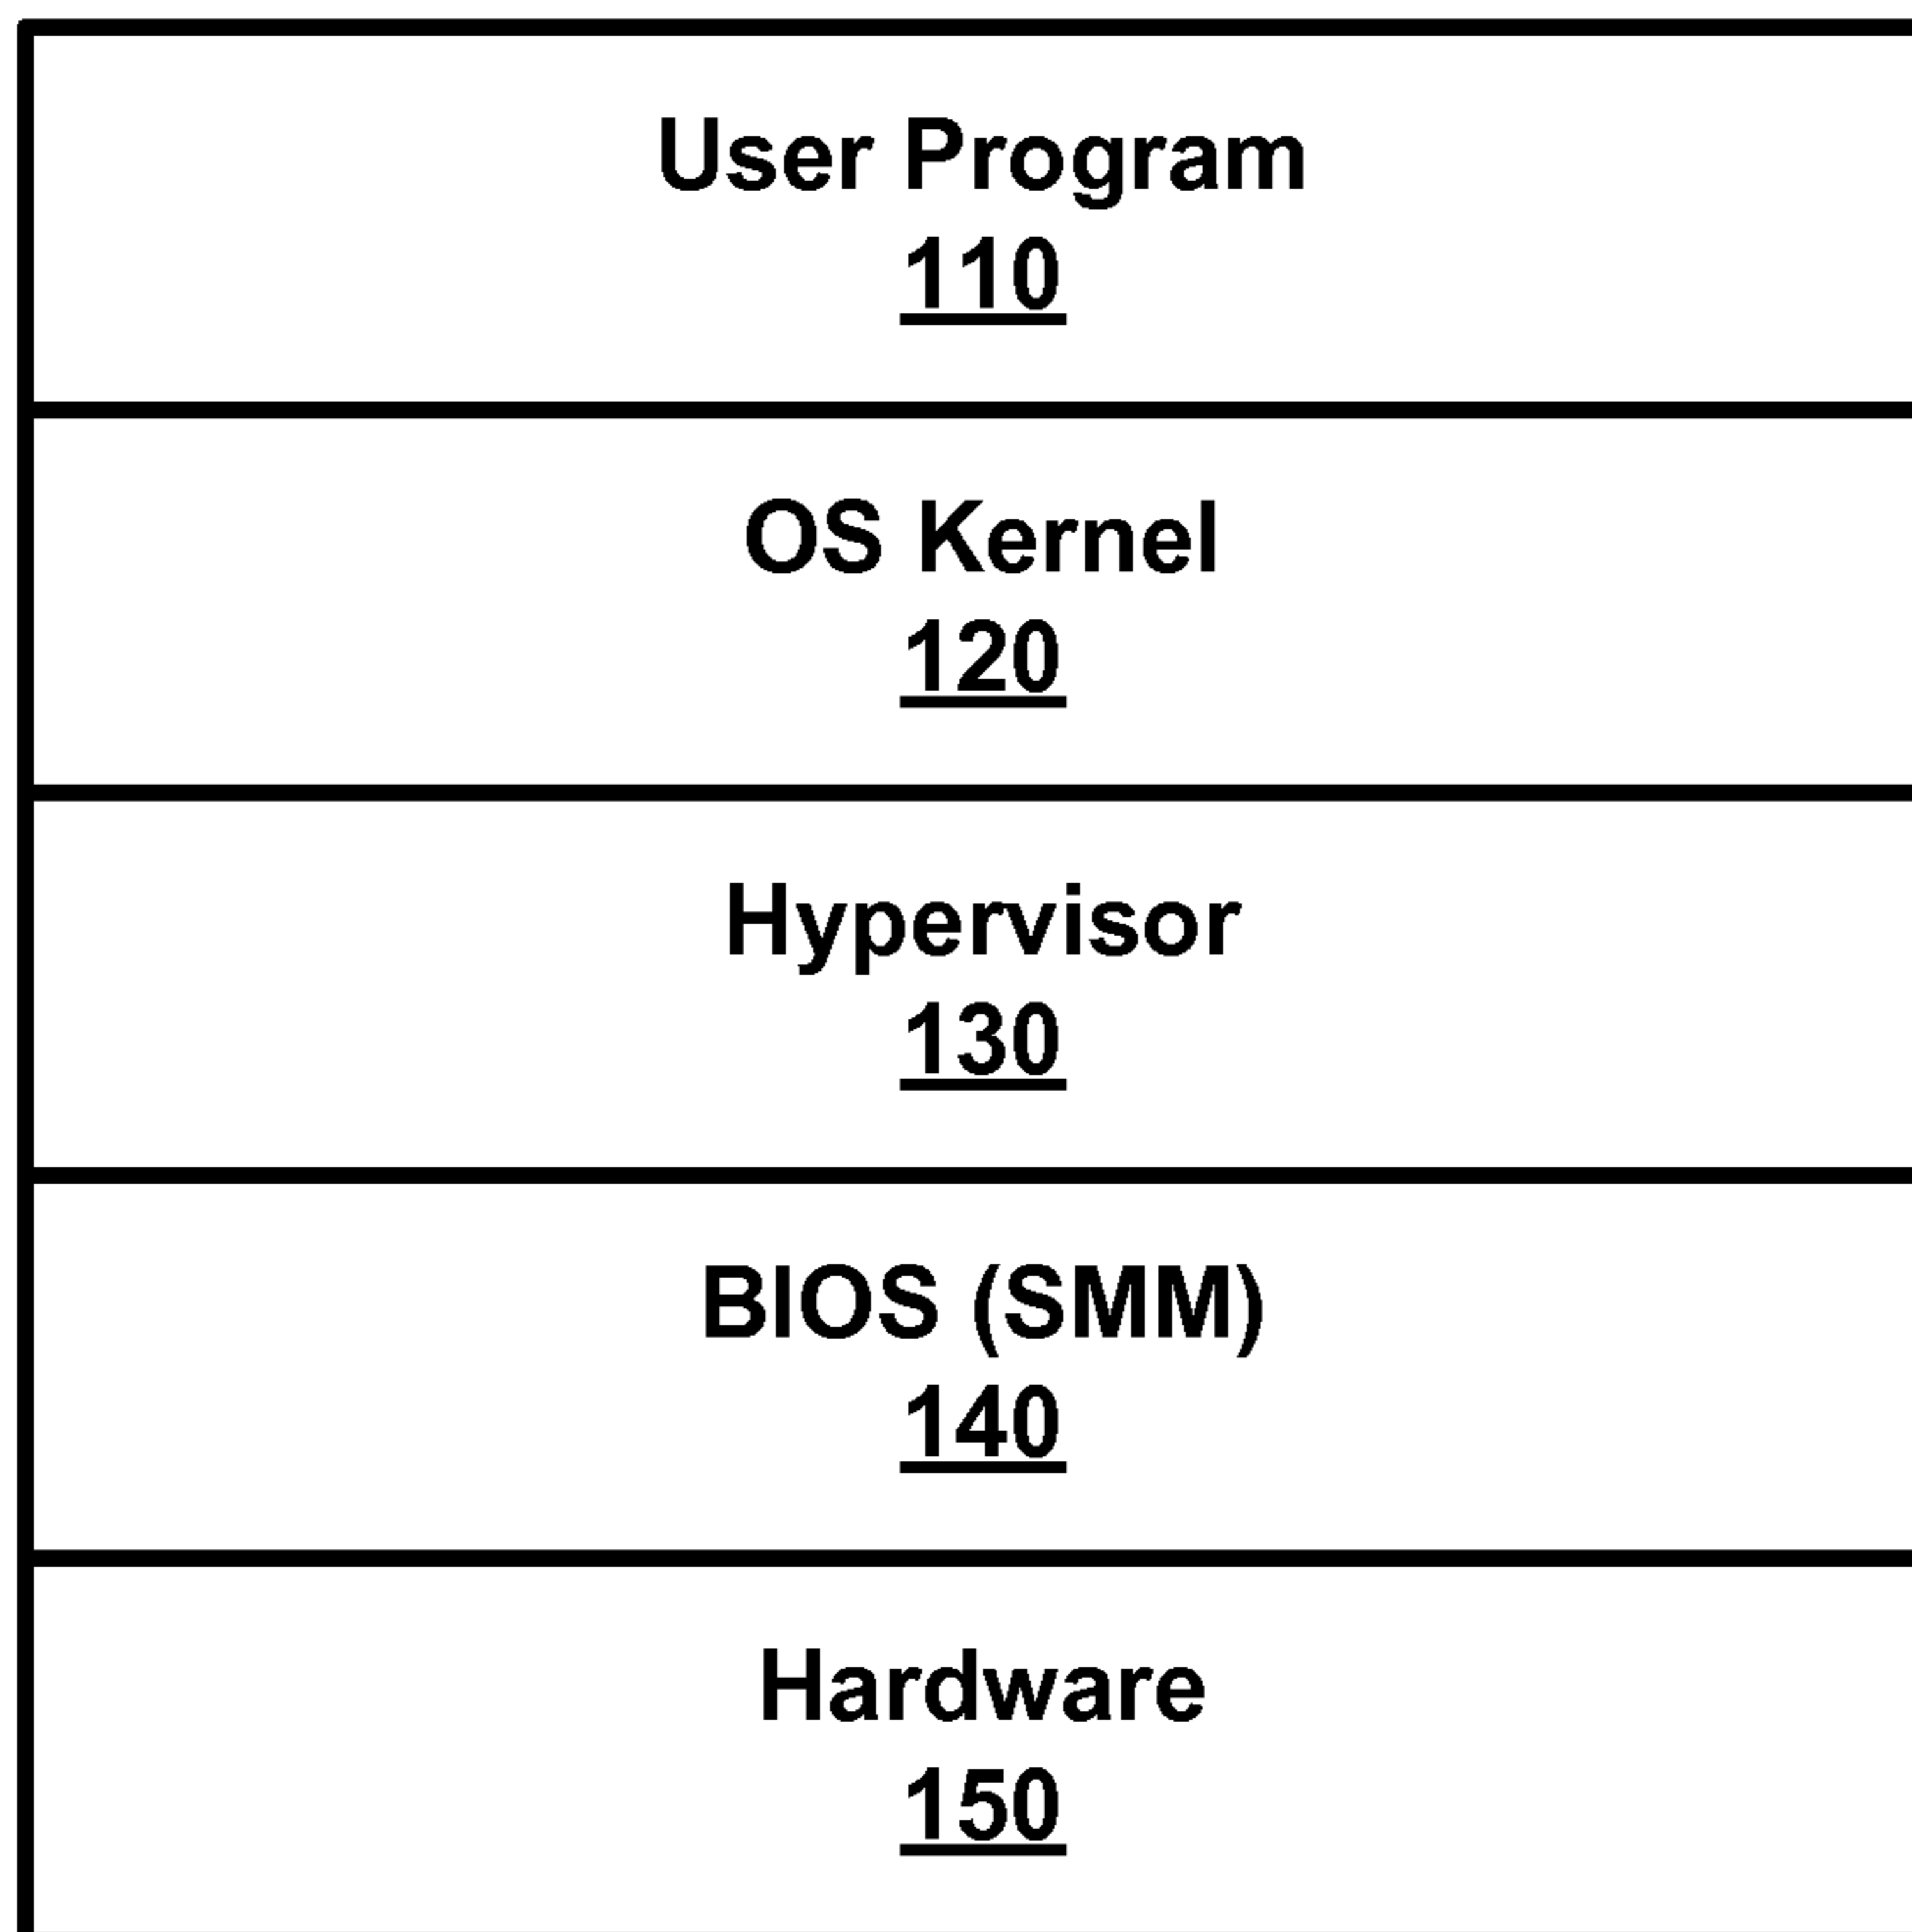 User Program
110
OS Kernel
120
Hypervisor
130
BIOS (SMM)
140
Hardware
150